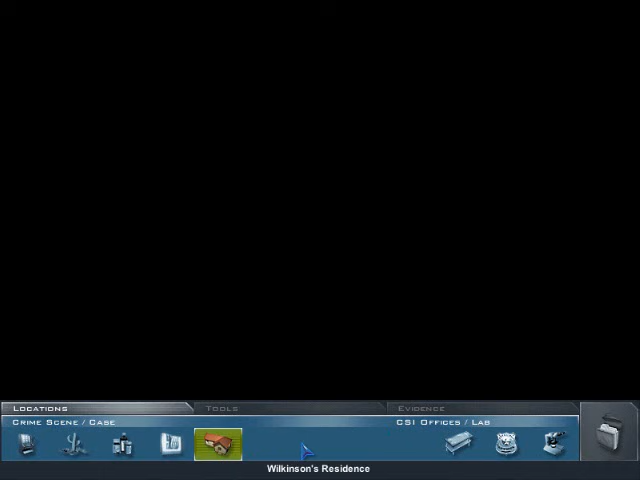 LOCATIONS
TOOLS
EVIDENCE
CRIME SCENE / CASE
CSI OFFICES / LAB
Wilkinson's Residence